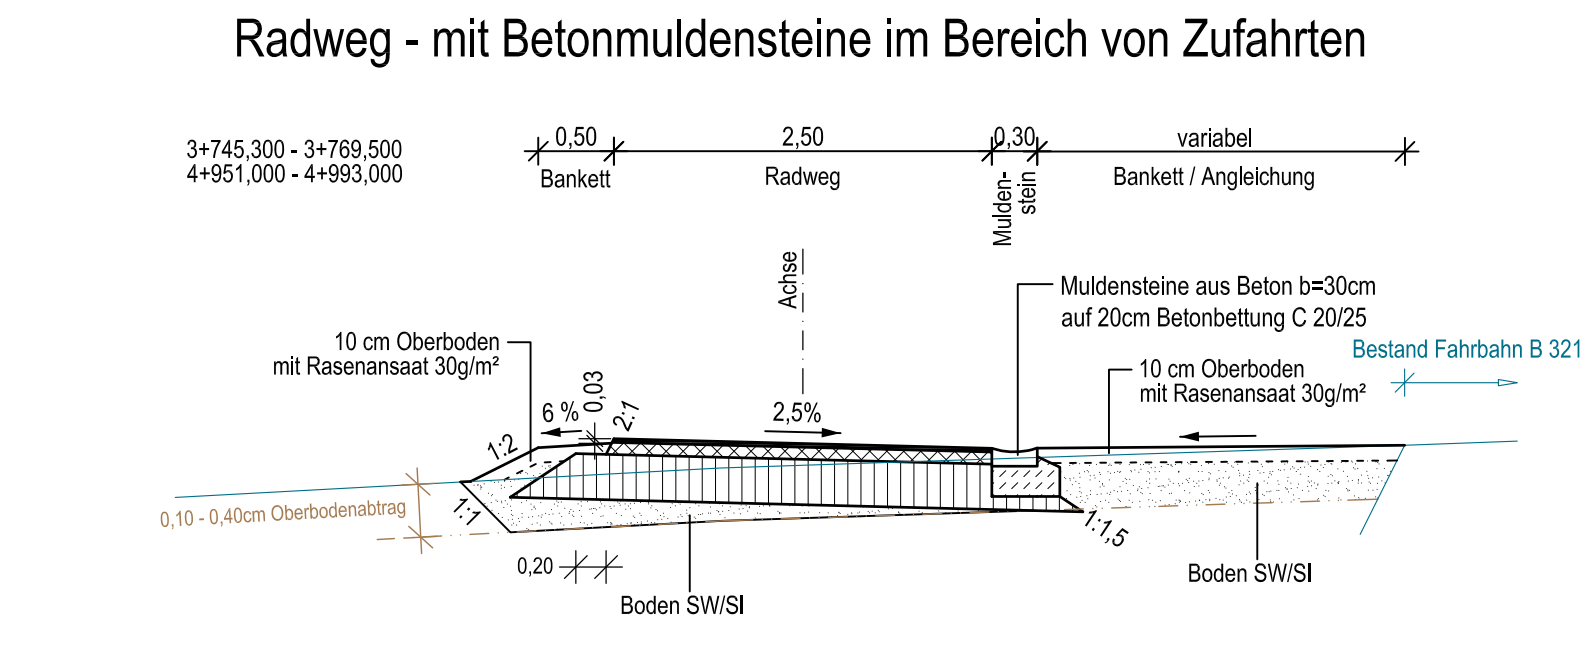 Radweg - mit Betonmuldensteine im Bereich von Zufahrten
3+745,300 - 3+769,500
4+951,000 - 4+993,000
0,50
2,50
0,30
variabel
Bankett
Radweg
Mulden-
stein
Bankett / Angleichung
Achse
Muldensteine aus Beton b=30cm
auf 20cm Betonbettung C 20/25
10 cm Oberboden
mit Rasenansaat 30g/m²
Bestand Fahrbahn B 321
10 cm Oberboden
mit Rasenansaat 30g/m²
6 %
0,03
2:1
2,5%
1:2
1:1
0,10 - 0,40cm Oberbodenabtrag
1:1,5
0,20
Boden SW/SI
Boden SW/SI